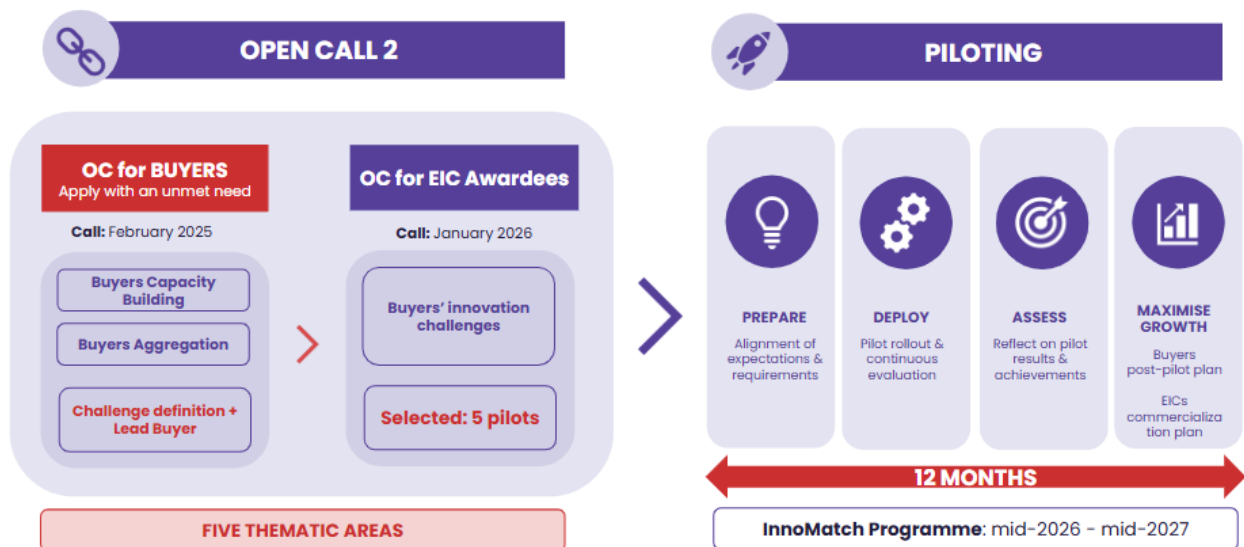 OPEN CALL 2
OC for BUYERS
Apply with an unmet need
Call: February 2025
Buyers Capacity
Building
Buyers Aggregation
Challenge definition +
Lead Buyer
OC for EIC Awardees
Call: January 2026
Buyers' innovation
challenges
Selected: 5 pilots
FIVE THEMATIC AREAS
PILOTING
PREPARE
Alignment of
expectations &
requirements
DEPLOY
Pilot rollout &
continuous
evaluation
ASSESS
Reflect on pilot
results &
achievements
MAXIMISE
GROWTH
Buyers
post-pilot plan
EICs
commercializa
tion plan
12 MONTHS
InnoMatch Programme: mid-2026 - mid-2027